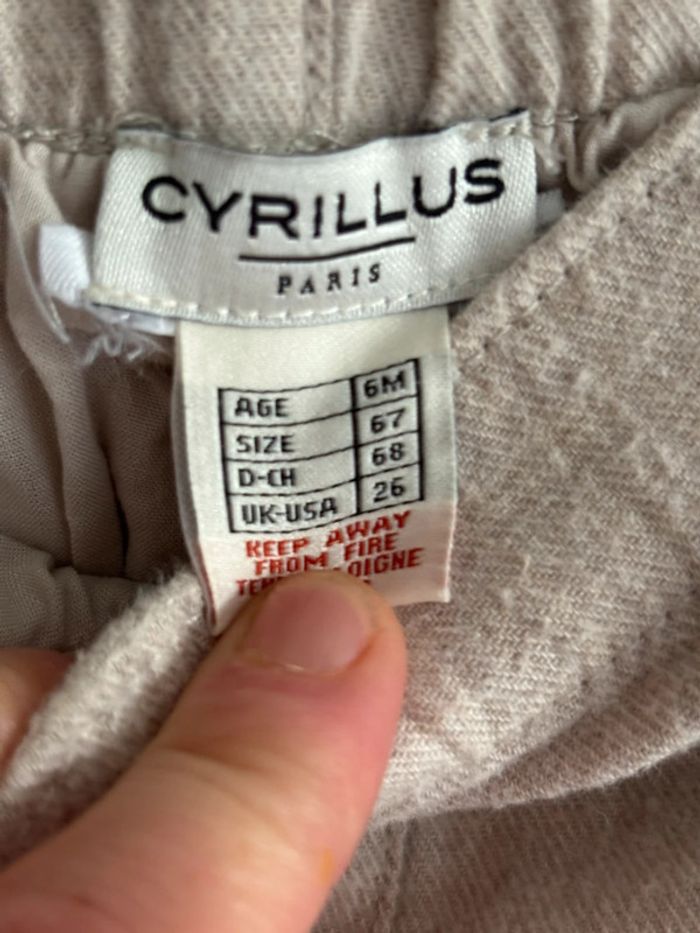 CYRILLUS
PARIS
AGE 6M
SIZE 67
D-CH 68
UK-USA 26
KEEP AWAY
FROM FIRE